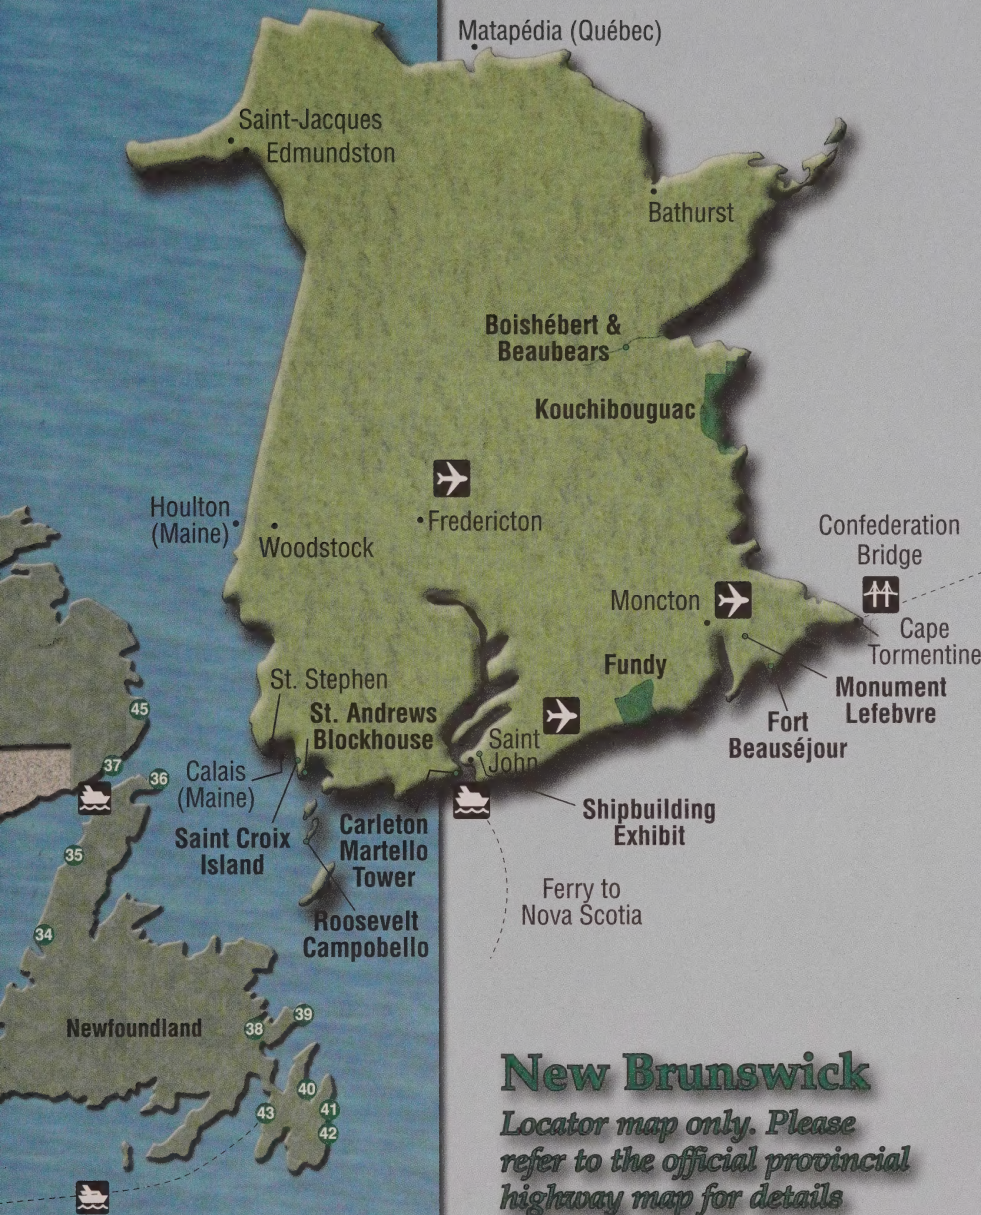 Matapédia (Québec)
Saint-Jacques
Edmundston
Bathurst
Boishébert &
Beaubears
Kouchibouguac
Houlton
(Maine)
Woodstock
Fredericton
Confederation
Bridge
Moncton
Cape
Tormentine
Fundy
Monument
Lefebvre
Fort
Beauséjour
St. Stephen
St. Andrews
Blockhouse
Saint
John
Calais
(Maine)
Saint Croix
Island
Carleton
Martello
Tower
Shipbuilding
Exhibit
Roosevelt
Campobello
Ferry to
Nova Scotia
45
37
36
35
34
Newfoundland
38
39
40
41
42
43
New Brunswick
Locator map only. Please
refer to the official provincial
highway map for details